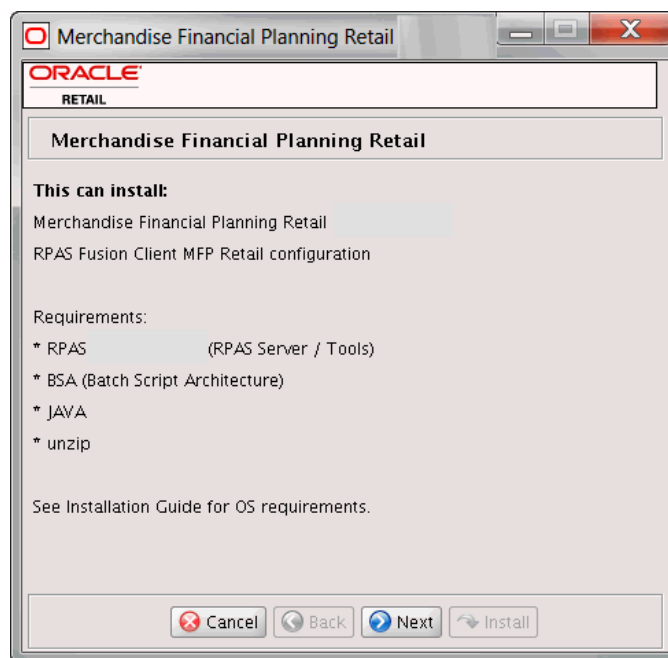 Merchandise Financial Planning Retail
ORACLE
RETAIL
Merchandise Financial Planning Retail
This can install:
Merchandise Financial Planning Retail
RPAS Fusion Client MFP Retail configuration
Requirements:
* RPAS (RPAS Server / Tools)
* BSA (Batch Script Architecture)
* JAVA
* unzip
See Installation Guide for OS requirements.
Cancel Back Next Install